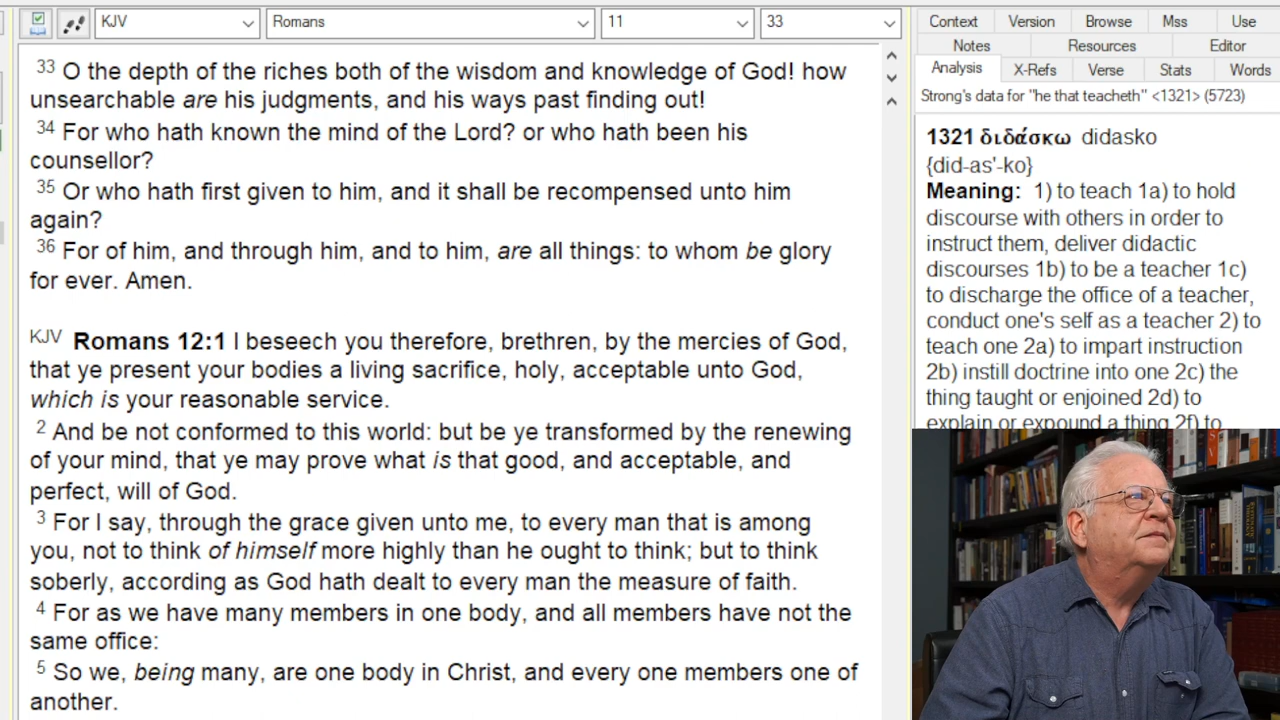 KJV Romans 11 33
33 O the depth of the riches both of the wisdom and knowledge of God! how
unsearchable are his judgments, and his ways past finding out!
34 For who hath known the mind of the Lord? or who hath been his
counsellor?
35 Or who hath first given to him, and it shall be recompensed unto him
again?
36 For of him, and through him, and to him, are all things: to whom be glory
for ever. Amen.
KJV Romans 12:1 I beseech you therefore, brethren, by the mercies of God,
that ye present your bodies a living sacrifice, holy, acceptable unto God,
which is your reasonable service.
2 And be not conformed to this world: but be ye transformed by the renewing
of your mind, that ye may prove what is that good, and acceptable, and
perfect, will of God.
3 For I say, through the grace given unto me, to every man that is among
you, not to think of himself more highly than he ought to think; but to think
soberly, according as God hath dealt to every man the measure of faith.
4 For as we have many members in one body, and all members have not the
same office:
5 So we, being many, are one body in Christ, and every one members one of
another.
Context Version Browse Mss Use
Notes Resources Editor
Analysis X-Refs Verse Stats Words
Strong's data for "he that teacheth" <1321> (5723)
1321 διδάσκω didasko
{did-as'-ko}
Meaning: 1) to teach 1a) to hold
discourse with others in order to
instruct them, deliver didactic
discourses 1b) to be a teacher 1c)
to discharge the office of a teacher,
conduct one's self as a teacher 2) to
teach one 2a) to impart instruction
2b) instill doctrine into one 2c) the
thing taught or enjoined 2d) to
explain or expound a thing 2f) to